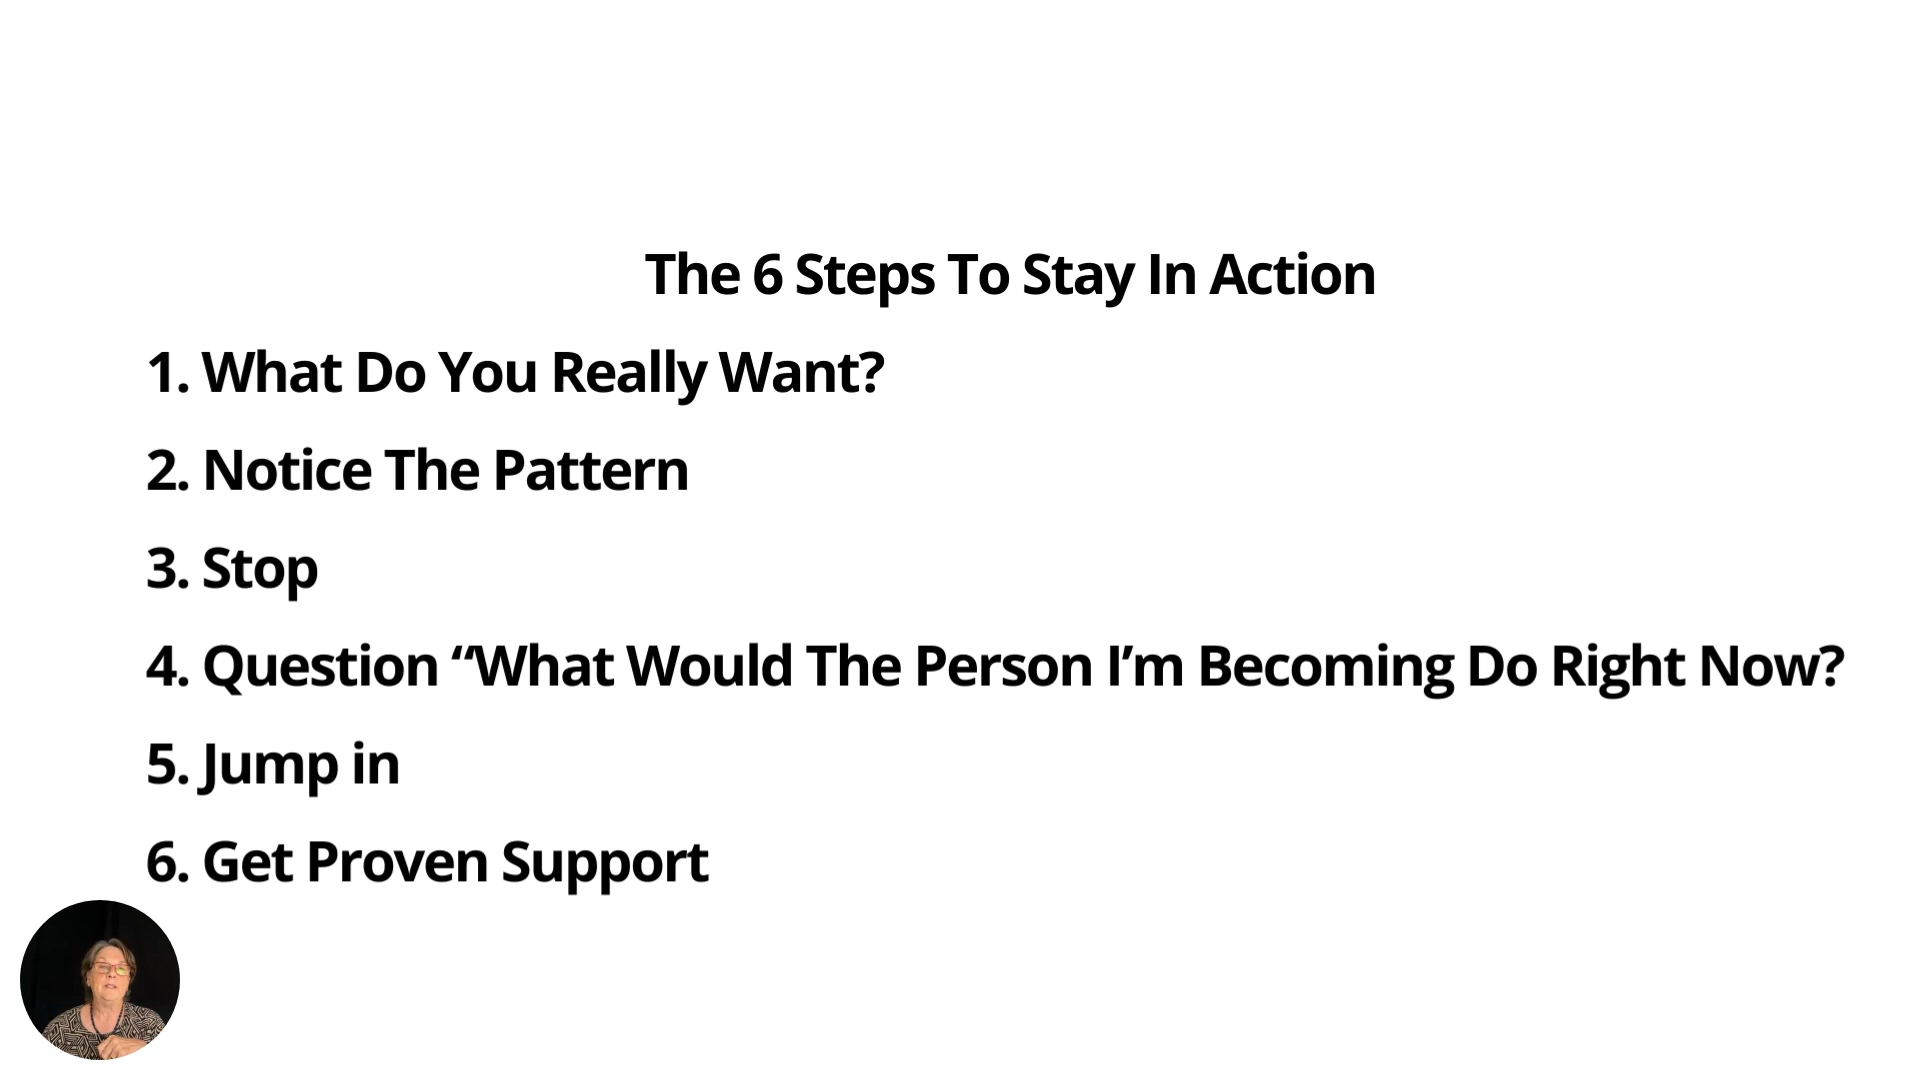 The 6 Steps To Stay In Action
1. What Do You Really Want?
2. Notice The Pattern
3. Stop
4. Question “What Would The Person I’m Becoming Do Right Now?
5. Jump in
6. Get Proven Support